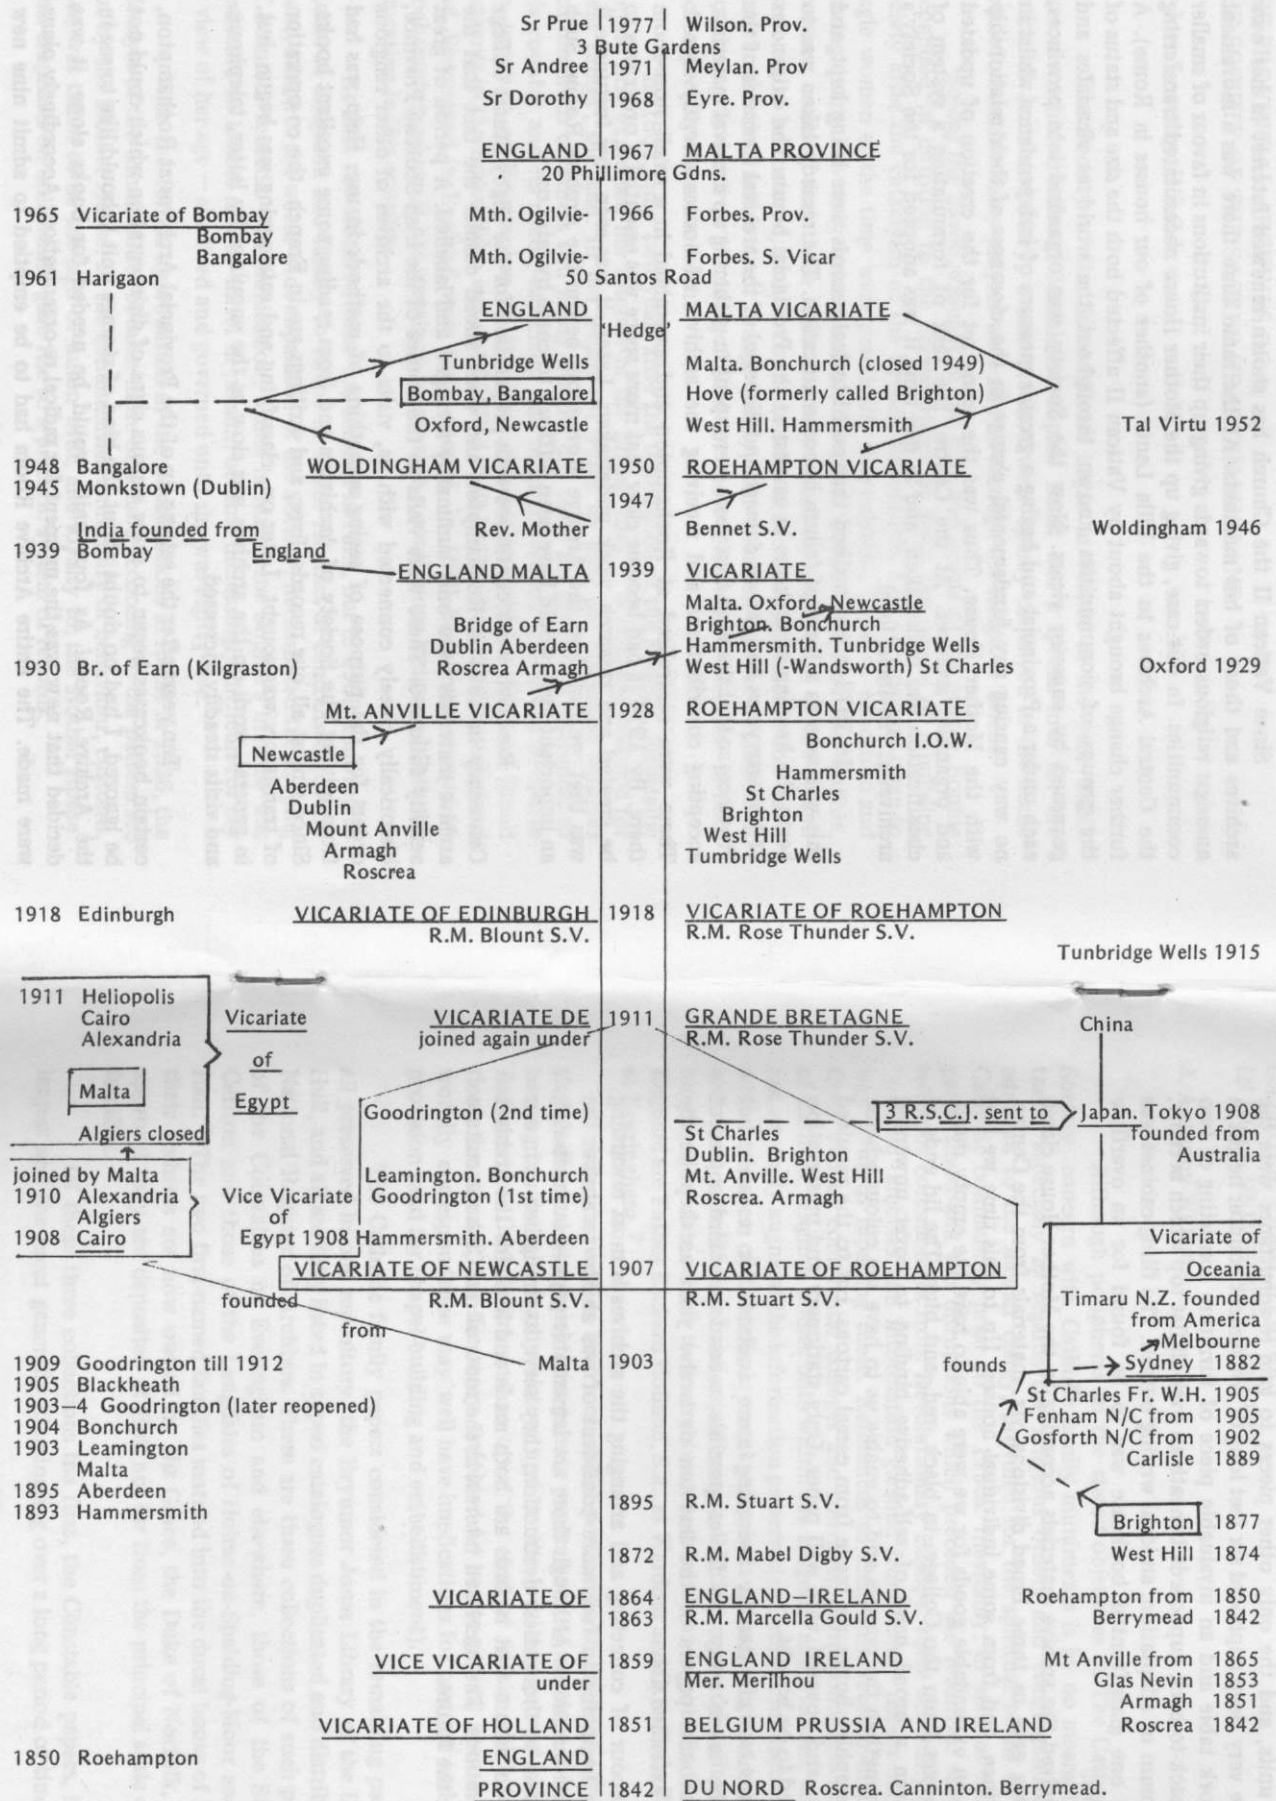 Sr Prue 1977 Wilson. Prov.
3 Bute Gardens
Sr Andree 1971 Meylan. Prov
Sr Dorothy 1968 Eyre. Prov.
ENGLAND 1967 MALTA PROVINCE
20 Phillimore Gdns.
1965 Vicariate of Bombay Mth. Ogilvie- 1966 Forbes. Prov.
Bombay
Bangalore Mth. Ogilvie- Forbes. S. Vicar
1961 Harigaon 50 Santos Road
ENGLAND MALTA VICARIATE
'Hedge'
Tunbridge Wells Malta. Bonchurch (closed 1949)
Bombay, Bangalore Hove (formerly called Brighton)
Oxford, Newcastle West Hill. Hammersmith Tal Virtu 1952
1948 Bangalore WOLDINGHAM VICARIATE 1950 ROEHAMPTON VICARIATE
1945 Monkstown (Dublin)
1947
India founded from Rev. Mother Bennet S.V. Woldingham 1946
1939 Bombay England
ENGLAND MALTA 1939 VICARIATE
Malta. Oxford. Newcastle
Bridge of Earn Brighton. Bonchurch
Dublin Aberdeen Hammersmith. Tunbridge Wells
1930 Br. of Earn (Kilgraston) Roscrea Armagh West Hill (-Wandsworth) St Charles Oxford 1929
Mt. ANVILLE VICARIATE 1928 ROEHAMPTON VICARIATE
Newcastle Bonchurch I.O.W.
Aberdeen Hammersmith
Dublin St Charles
Mount Anville Brighton
Armagh West Hill
Roscrea Tumbridge Wells
1918 Edinburgh VICARIATE OF EDINBURGH 1918 VICARIATE OF ROEHAMPTON
R.M. Blount S.V. R.M. Rose Thunder S.V.
Tunbridge Wells 1915
1911 Heliopolis
Cairo Vicariate VICARIATE DE 1911 GRANDE BRETAGNE China
Alexandria joined again under R.M. Rose Thunder S.V.
of
Malta
Egypt Goodrington (2nd time) 3 R.S.C.J. sent to Japan. Tokyo 1908
Algiers closed St Charles founded from
Dublin. Brighton Australia
joined by Malta Leamington. Bonchurch Mt. Anville. West Hill
1910 Alexandria Vice Vicariate Goodrington (1st time) Roscrea. Armagh
Algiers of
1908 Cairo Egypt 1908 Hammersmith. Aberdeen Vicariate of
VICARIATE OF NEWCASTLE 1907 VICARIATE OF ROEHAMPTON Oceania
founded R.M. Blount S.V. R.M. Stuart S.V. Timaru N.Z. founded
from from America
Melbourne
1909 Goodrington till 1912 Malta 1903 founds Sydney 1882
1905 Blackheath
1903–4 Goodrington (later reopened) St Charles Fr. W.H. 1905
1904 Bonchurch Fenham N/C from 1905
1903 Leamington Gosforth N/C from 1902
Malta Carlisle 1889
1895 Aberdeen
1893 Hammersmith 1895 R.M. Stuart S.V.
Brighton 1877
1872 R.M. Mabel Digby S.V. West Hill 1874
VICARIATE OF 1864 ENGLAND–IRELAND Roehampton from 1850
1863 R.M. Marcella Gould S.V. Berrymead 1842
VICE VICARIATE OF 1859 ENGLAND IRELAND Mt Anville from 1865
under Mer. Merilhou Glas Nevin 1853
Armagh 1851
VICARIATE OF HOLLAND 1851 BELGIUM PRUSSIA AND IRELAND Roscrea 1842
1850 Roehampton ENGLAND
PROVINCE 1842 DU NORD Roscrea. Canninton. Berrymead.